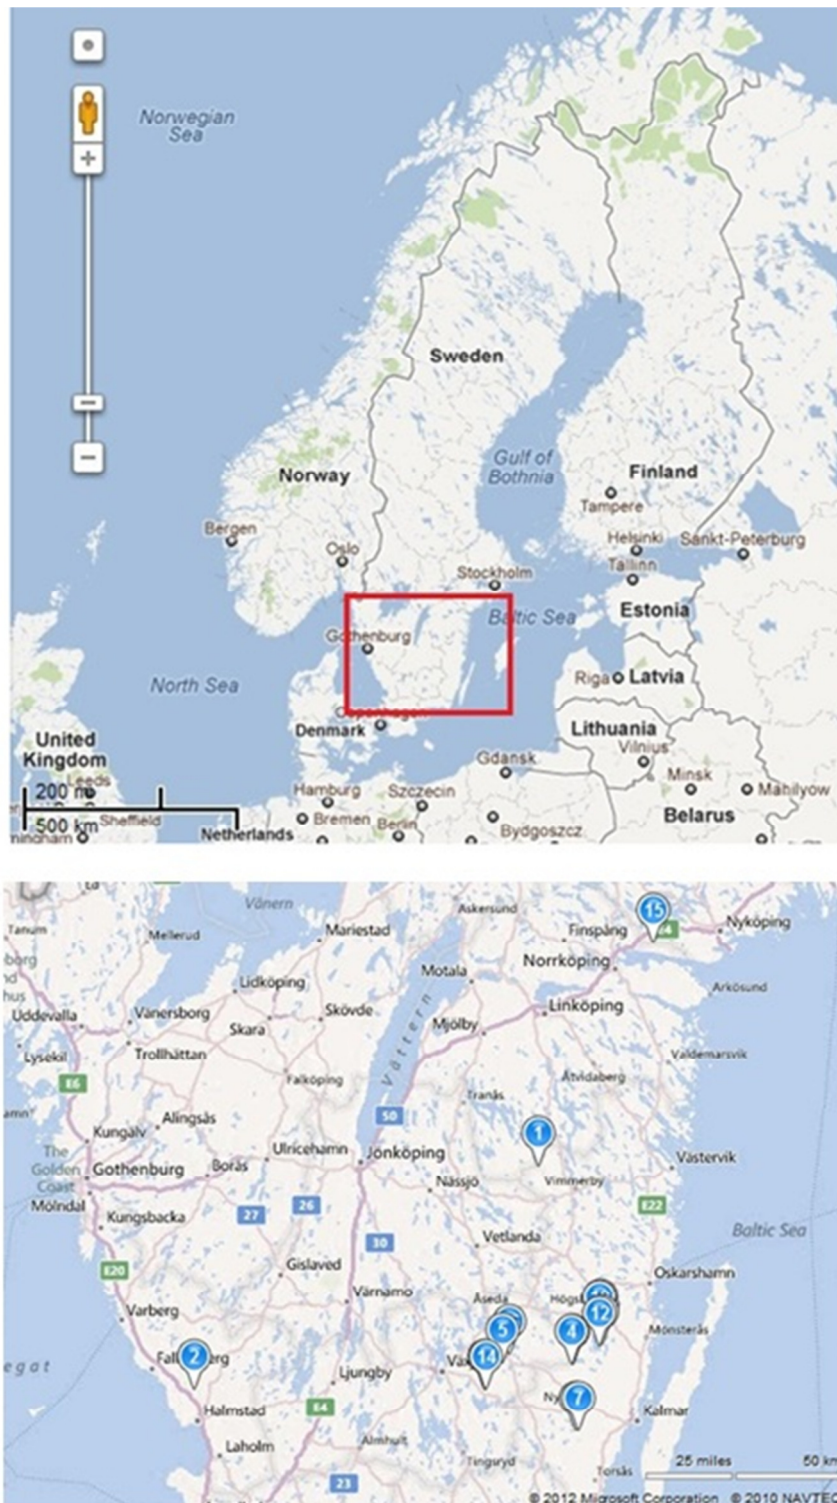 Norwegian
Sea
Sweden
Gulf of
Bothnia
Norway
Finland
Tampere
Bergen
Helsinki
Sankt-Peterburg
Oslo
Tallinn
Stockholm
Baltic Sea
Estonia
Gothenburg
North Sea
Riga
Latvia
Copenhagen
Denmark
Lithuania
Vilnius
United
Kingdom
Gdansk
Minsk
Leeds
Hamburg
Szczecin
Mahilyow
200 mi
500 km
Sheffield
Bremen
Berlin
Belarus
Bydgoszcz
Netherlands
Vänern
Askersund
15
Tanum
Mellerud
Mariestad
Finspång
Nyköping
Norrköping
Motala
Lidköping
Arkösund
Uddevalla
Vänersborg
Skövde
Linköping
Skara
Mjölby
Lysekil
Trollhättan
Vättern
Valdemarsvik
E6
Falköping
Åtvidaberg
Tranås
50
Alingsås
Kungälv
1
The
Golden
Coast
Ulricehamn
Jönköping
Gothenburg
Borås
Västervik
Nässjö
Vimmerby
Mölndal
26
E22
Kungsbacka
27
Baltic Sea
30
Vetlanda
E20
Gislaved
Oskarshamn
Värnamo
Åseda
Varberg
12
5
4
Mönsterås
2
14
Ljungby
7
Halmstad
E4
Kalmar
Laholm
Älmhult
Tingsryd
25 miles
50 km
Torsås
23
© 2012 Microsoft Corporation © 2010 NAVTEQ